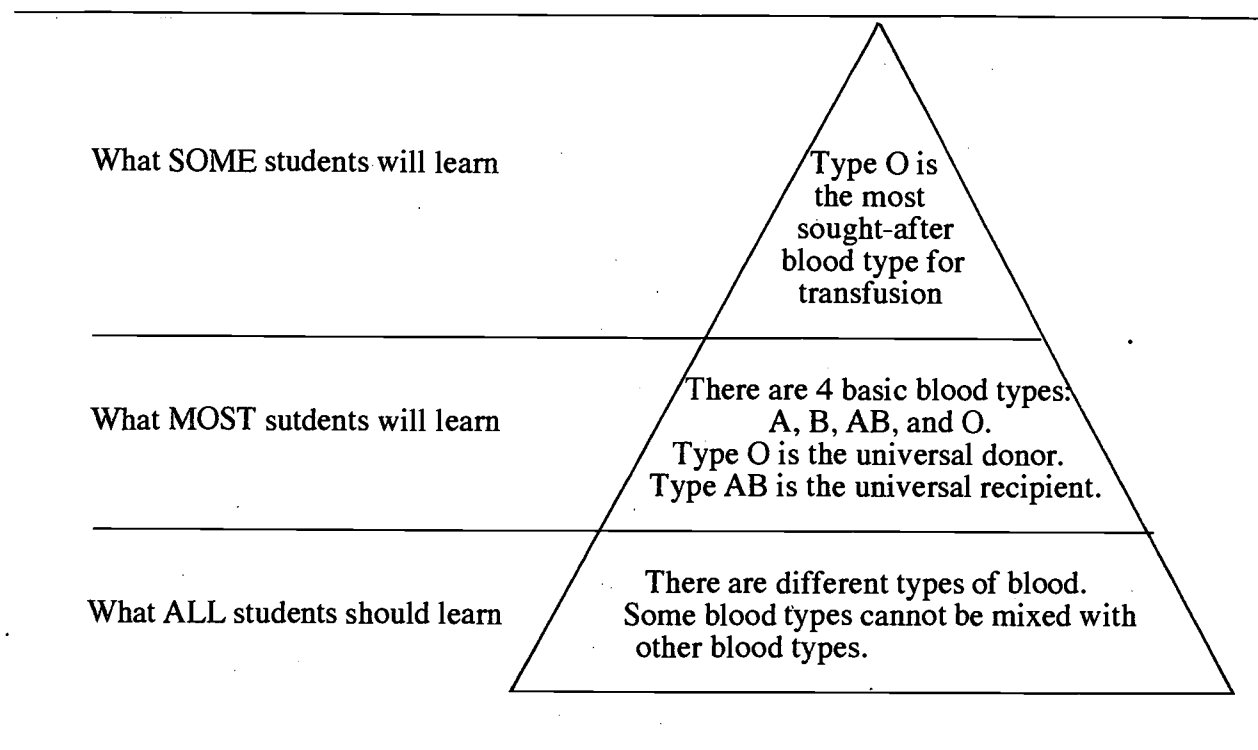 What SOME students will learn
Type O is
the most
sought-after
blood type for
transfusion
What MOST sutdents will learn
There are 4 basic blood types:
A, B, AB, and O.
Type O is the universal donor.
Type AB is the universal recipient.
What ALL students should learn
There are different types of blood.
Some blood types cannot be mixed with
other blood types.